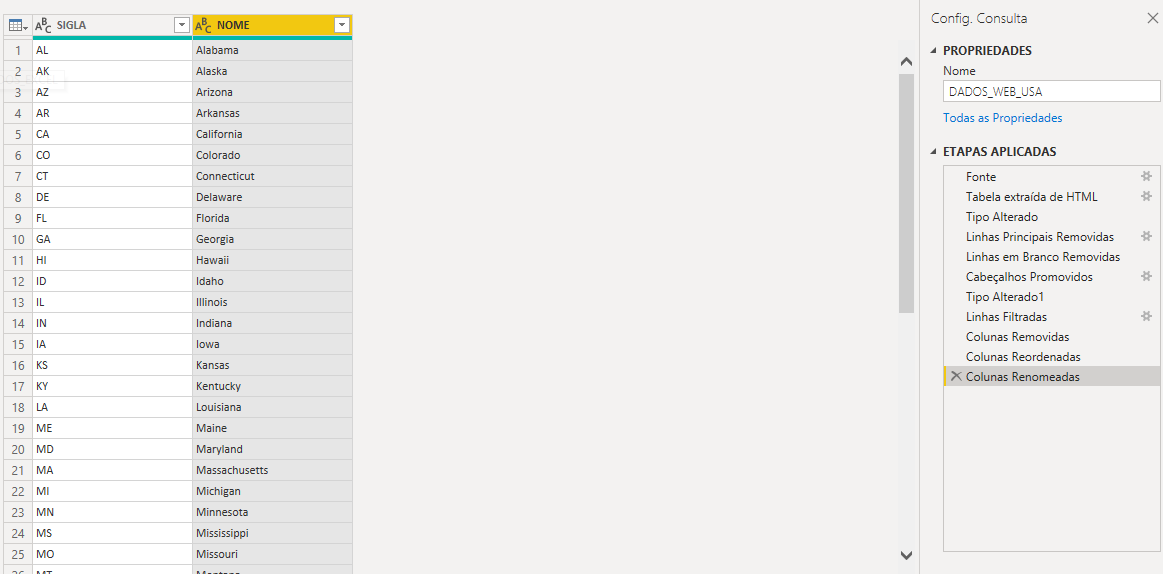 ABC SIGLA ABC NOME
1 AL Alabama
2 AK Alaska
3 AZ Arizona
4 AR Arkansas
5 CA California
6 CO Colorado
7 CT Connecticut
8 DE Delaware
9 FL Florida
10 GA Georgia
11 HI Hawaii
12 ID Idaho
13 IL Illinois
14 IN Indiana
15 IA Iowa
16 KS Kansas
17 KY Kentucky
18 LA Louisiana
19 ME Maine
20 MD Maryland
21 MA Massachusetts
22 MI Michigan
23 MN Minnesota
24 MS Mississippi
25 MO Missouri
26 MT Montana
Config. Consulta
PROPRIEDADES
Nome
DADOS_WEB_USA
Todas as Propriedades
ETAPAS APLICADAS
Fonte
Tabela extraída de HTML
Tipo Alterado
Linhas Principais Removidas
Linhas em Branco Removidas
Cabeçalhos Promovidos
Tipo Alterado1
Linhas Filtradas
Colunas Removidas
Colunas Reordenadas
Colunas Renomeadas